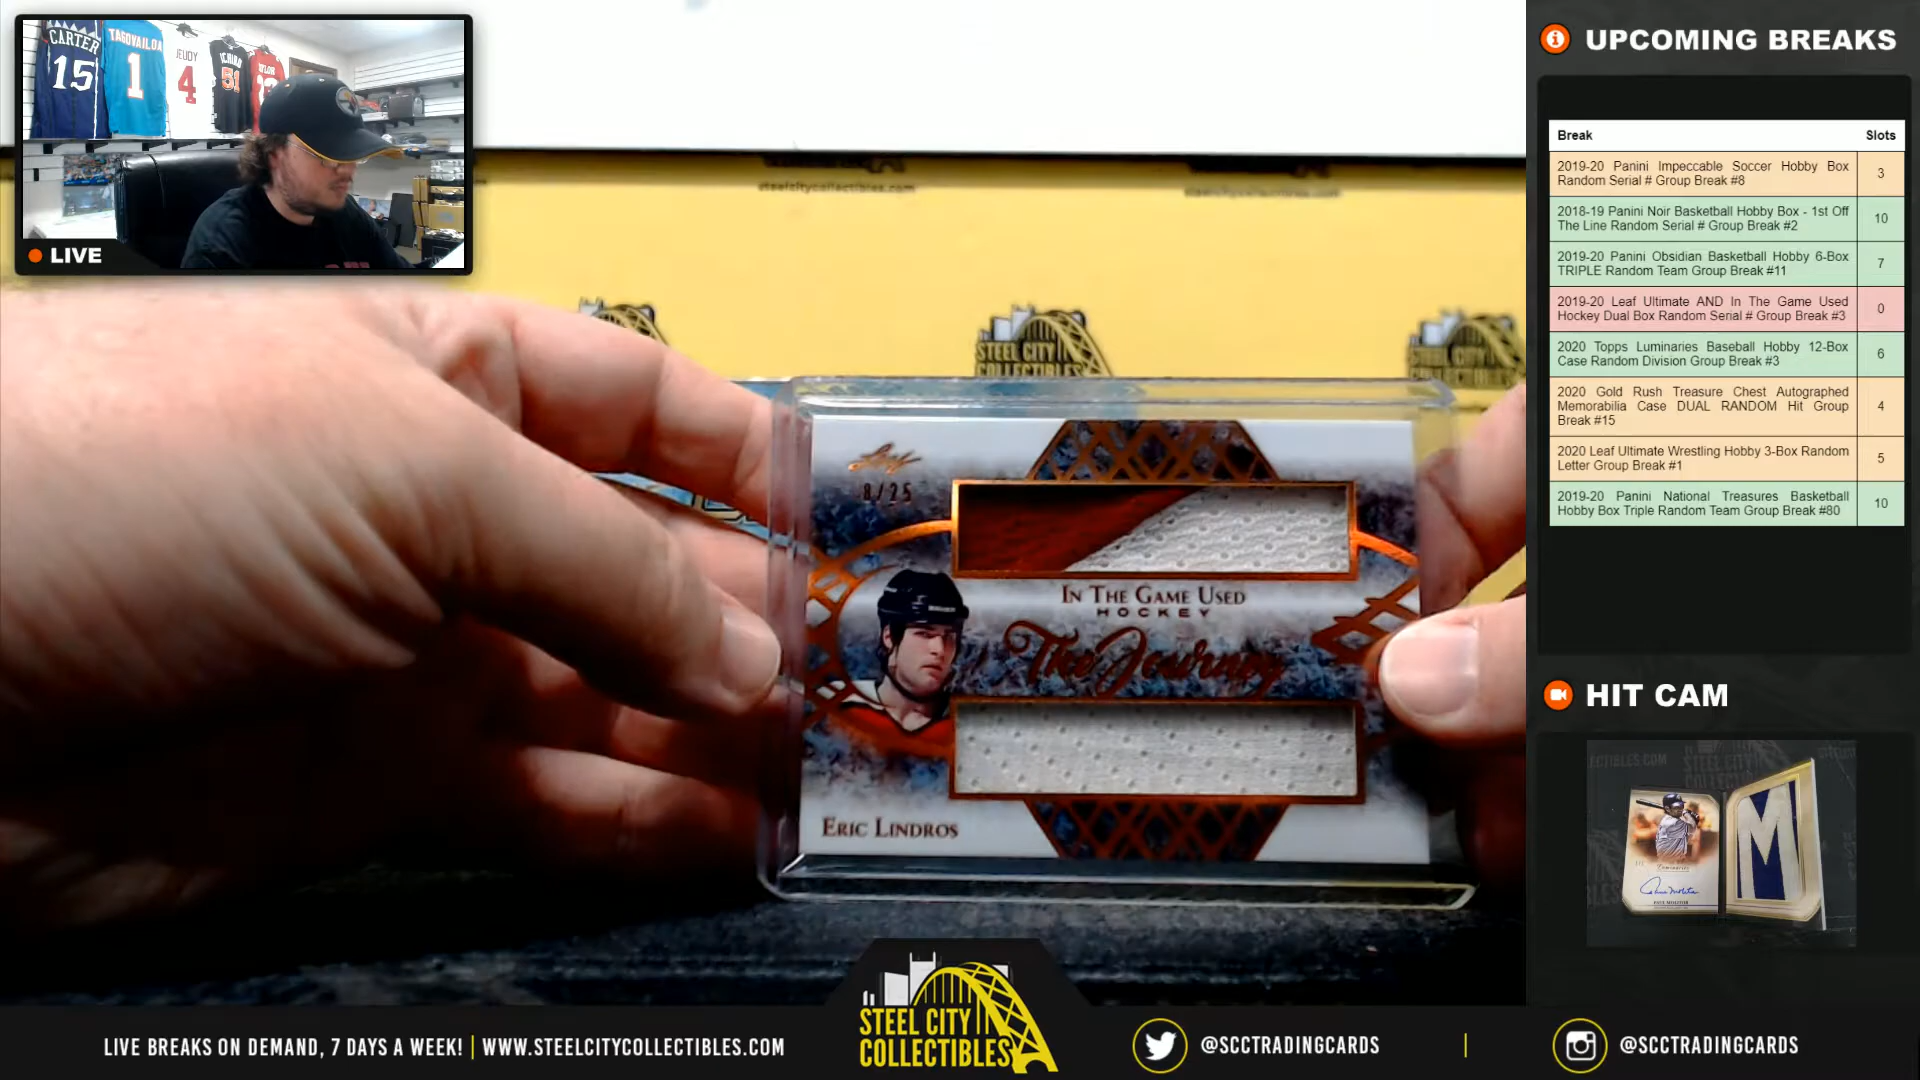 CARTER
15
TAGOVAILOA
1
JEUDY
4
ICHIRO
51
LIVE
steelcitycollectibles.com
STEEL CITY
COLLECTIBLES
Leaf
8/25
IN THE GAME USED
HOCKEY
The Journey
ERIC LINDROS
UPCOMING BREAKS
Break Slots
2019-20 Panini Impeccable Soccer Hobby Box
Random Serial # Group Break #8
3
2018-19 Panini Noir Basketball Hobby Box - 1st Off
The Line Random Serial # Group Break #2
10
2019-20 Panini Obsidian Basketball Hobby 6-Box
TRIPLE Random Team Group Break #11
7
2019-20 Leaf Ultimate AND In The Game Used
Hockey Dual Box Random Serial # Group Break #3
0
2020 Topps Luminaries Baseball Hobby 12-Box
Case Random Division Group Break #3
6
2020 Gold Rush Treasure Chest Autographed
Memorabilia Case DUAL RANDOM Hit Group
Break #15
4
2020 Leaf Ultimate Wrestling Hobby 3-Box Random
Letter Group Break #1
5
2019-20 Panini National Treasures Basketball
Hobby Box Triple Random Team Group Break #80
10
HIT CAM
M
LIVE BREAKS ON DEMAND, 7 DAYS A WEEK! | WWW.STEELCITYCOLLECTIBLES.COM
STEEL CITY
COLLECTIBLES
@SCCTRADINGCARDS
@SCCTRADINGCARDS